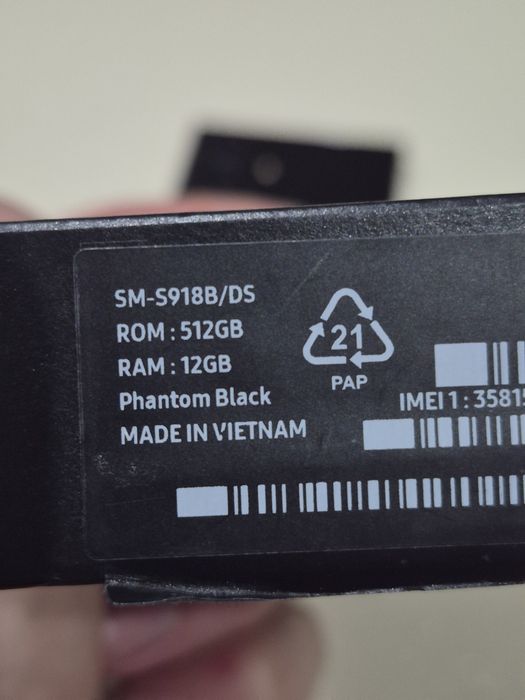 SM-S918B/DS
ROM : 512GB
RAM : 12GB
Phantom Black
MADE IN VIETNAM
21
PAP
IMEI 1 : 35815